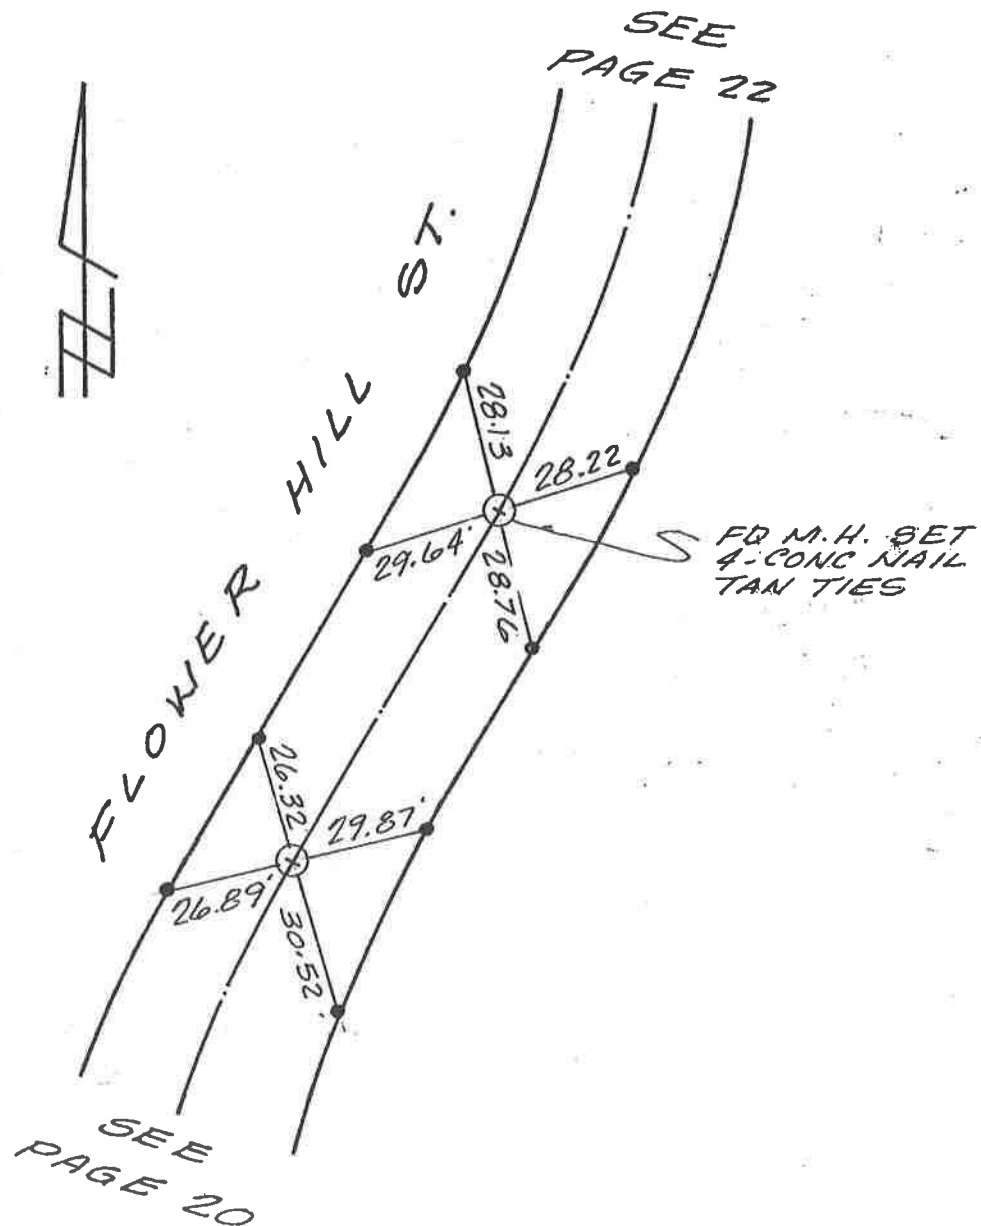 SEE
PAGE 22
FLOWER HILL ST.
28.13
28.22
29.64'
28.76'
FD M.H. SET
4-CONC NAIL
TAN TIES
26.32
29.87'
26.89'
30.52'
SEE
PAGE 20